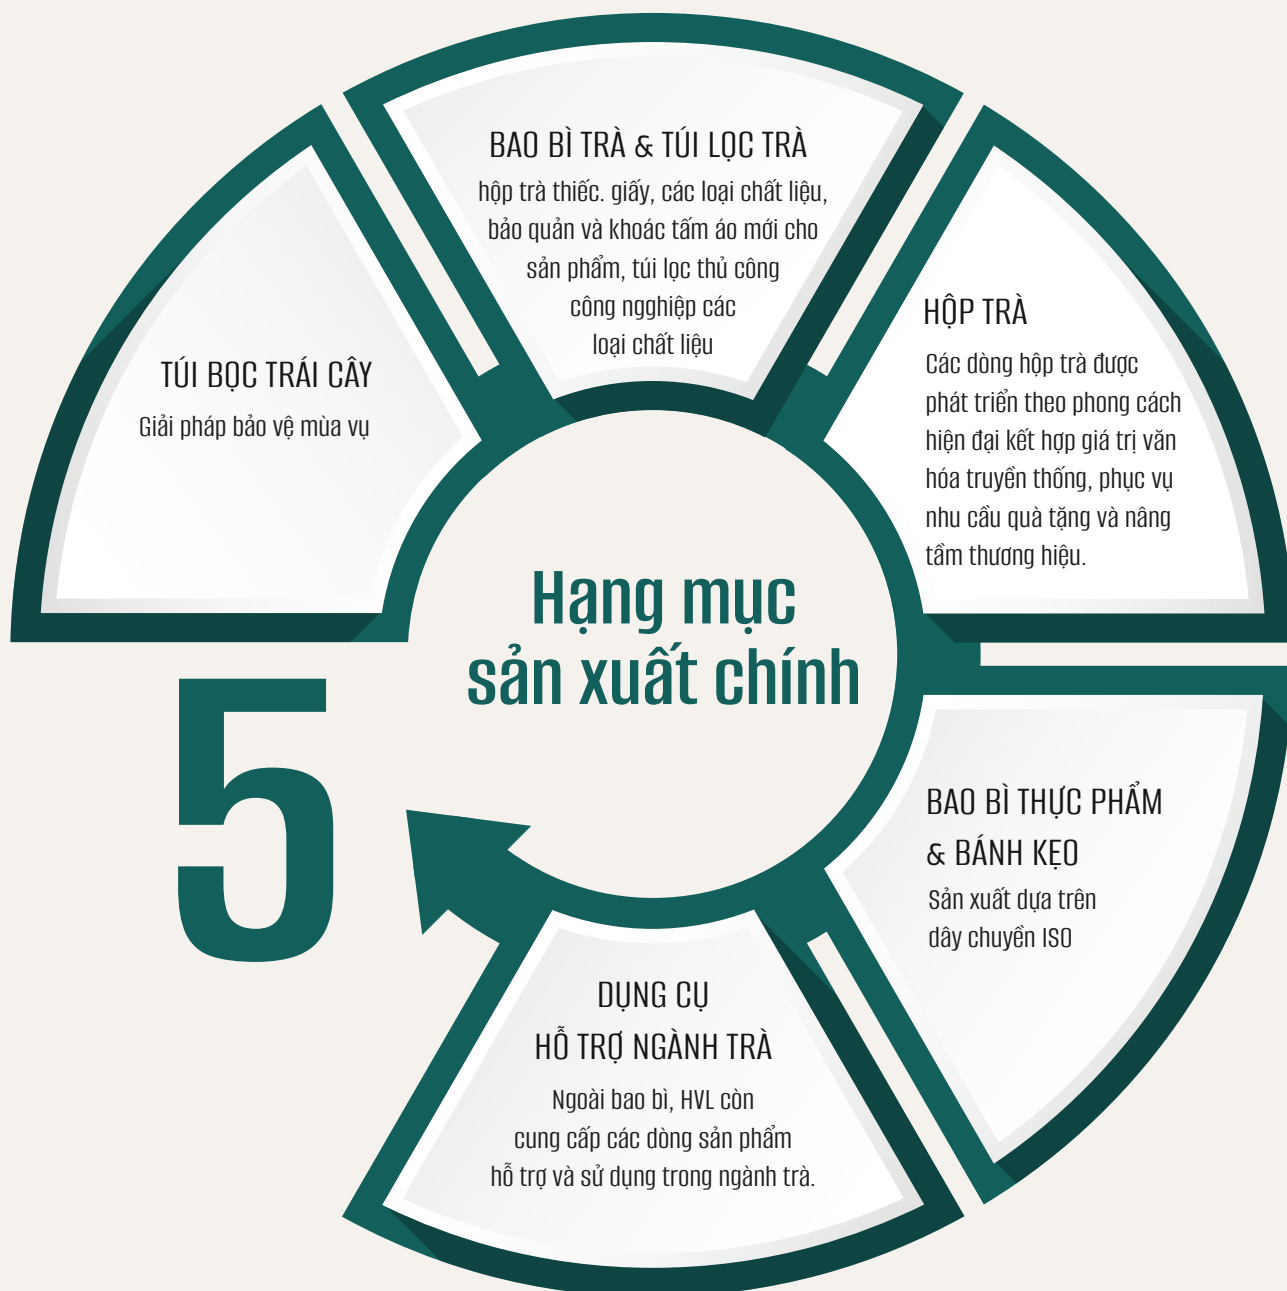 BAO BÌ TRÀ & TÚI LỌC TRÀ
hộp trà thiếc. giấy, các loại chất liệu,
bảo quản và khoác tấm áo mới cho
sản phẩm, túi lọc thủ công
công ngghiệp các
loại chất liệu
HỘP TRÀ
Các dòng hộp trà được
phát triển theo phong cách
hiện đại kết hợp giá trị văn
hóa truyền thống, phục vụ
nhu cầu quà tặng và nâng
tầm thương hiệu.
TÚI BỌC TRÁI CÂY
Giải pháp bảo vệ mùa vụ
5
Hạng mục
sản xuất chính
BAO BÌ THỰC PHẨM
& BÁNH KẸO
Sản xuất dựa trên
dây chuyền ISO
DỤNG CỤ
HỖ TRỢ NGÀNH TRÀ
Ngoài bao bì, HVL còn
cung cấp các dòng sản phẩm
hỗ trợ và sử dụng trong ngành trà.